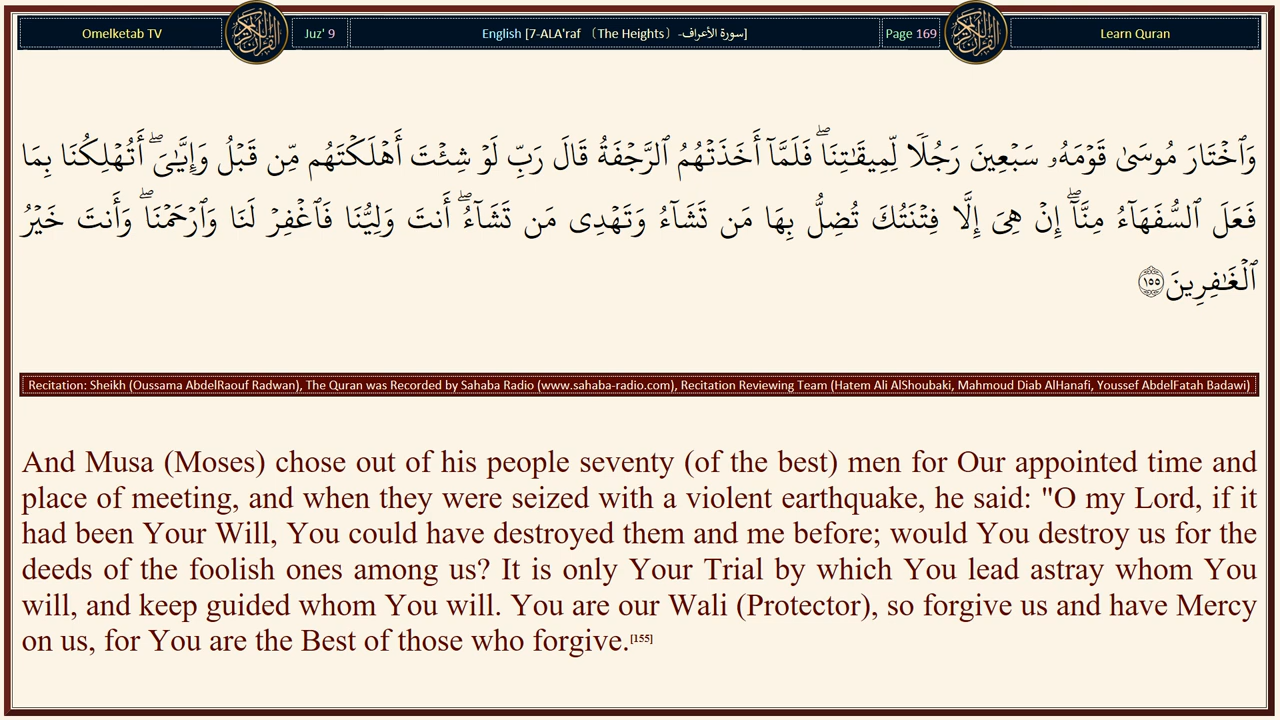 Omelketab TV
Juz' 9
English [7-ALA'raf （The Heights）-سورة الأعراف]
Page 169
Learn Quran
وَٱخْتَارَ مُوسَىٰ قَوْمَهُۥ سَبْعِينَ رَجُلًا لِّمِيقَـٰتِنَا ۖ فَلَمَّآ أَخَذَتْهُمُ ٱلرَّجْفَةُ قَالَ رَبِّ لَوْ شِئْتَ أَهْلَكْتَهُم مِّن قَبْلُ وَإِيَّـٰىَ ۖ أَتُهْلِكُنَا بِمَا
فَعَلَ ٱلسُّفَهَآءُ مِنَّآ ۖ إِنْ هِىَ إِلَّا فِتْنَتُكَ تُضِلُّ بِهَا مَن تَشَآءُ وَتَهْدِى مَن تَشَآءُ ۖ أَنتَ وَلِيُّنَا فَٱغْفِرْ لَنَا وَٱرْحَمْنَا ۖ وَأَنتَ خَيْرُ
ٱلْغَـٰفِرِينَ ١٥٥
Recitation: Sheikh (Oussama AbdelRaouf Radwan), The Quran was Recorded by Sahaba Radio (www.sahaba-radio.com), Recitation Reviewing Team (Hatem Ali AlShoubaki, Mahmoud Diab AlHanafi, Youssef AbdelFatah Badawi)
And Musa (Moses) chose out of his people seventy (of the best) men for Our appointed time and
place of meeting, and when they were seized with a violent earthquake, he said: "O my Lord, if it
had been Your Will, You could have destroyed them and me before; would You destroy us for the
deeds of the foolish ones among us? It is only Your Trial by which You lead astray whom You
will, and keep guided whom You will. You are our Wali (Protector), so forgive us and have Mercy
on us, for You are the Best of those who forgive.[155]